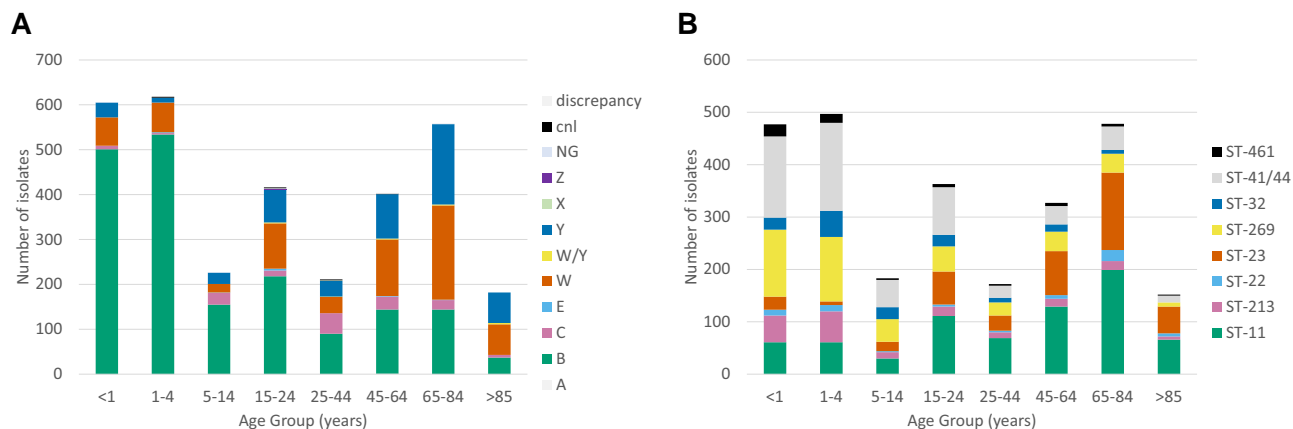 A
700
600
500
400
300
200
100
0
Number of isolates
<1 1-4 5-14 15-24 25-44 45-64 65-84 >85
Age Group (years)
discrepancy
cnl
NG
Z
X
Y
W/Y
W
E
C
B
A
B
600
500
400
300
200
100
0
Number of isolates
<1 1-4 5-14 15-24 25-44 45-64 65-84 >85
Age Group (years)
ST-461
ST-41/44
ST-32
ST-269
ST-23
ST-22
ST-213
ST-11